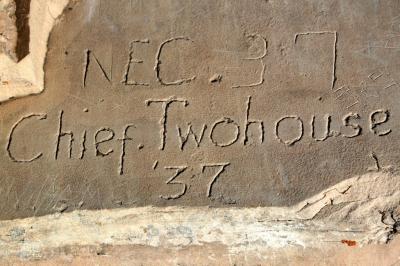 NEC. 37
Chief. Twohouse
'37